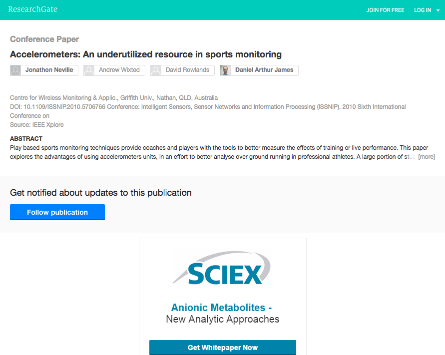 ResearchGate
JOIN FOR FREE LOG IN
Conference Paper
Accelerometers: An underutilized resource in sports monitoring
Jonathon Neville Andrew Wixted David Rowlands Daniel Arthur James
Centre for Wireless Monitoring & Applic., Griffith Univ., Nathan, QLD, Australia
DOI: 10.1109/ISSNIP.2010.5706766 Conference: Intelligent Sensors, Sensor Networks and Information Processing (ISSNIP), 2010 Sixth International
Conference on
Source: IEEE Xplore
ABSTRACT
Play based sports monitoring techniques provide coaches and players with the tools to better measure the effects of training or live performance. This paper
explores the advantages of using accelerometers units, in an effort to better analyse over ground running in professional athletes. A large portion of st... [more]
Get notified about updates to this publication
Follow publication
SCIEX
Anionic Metabolites -
New Analytic Approaches
Get Whitepaper Now